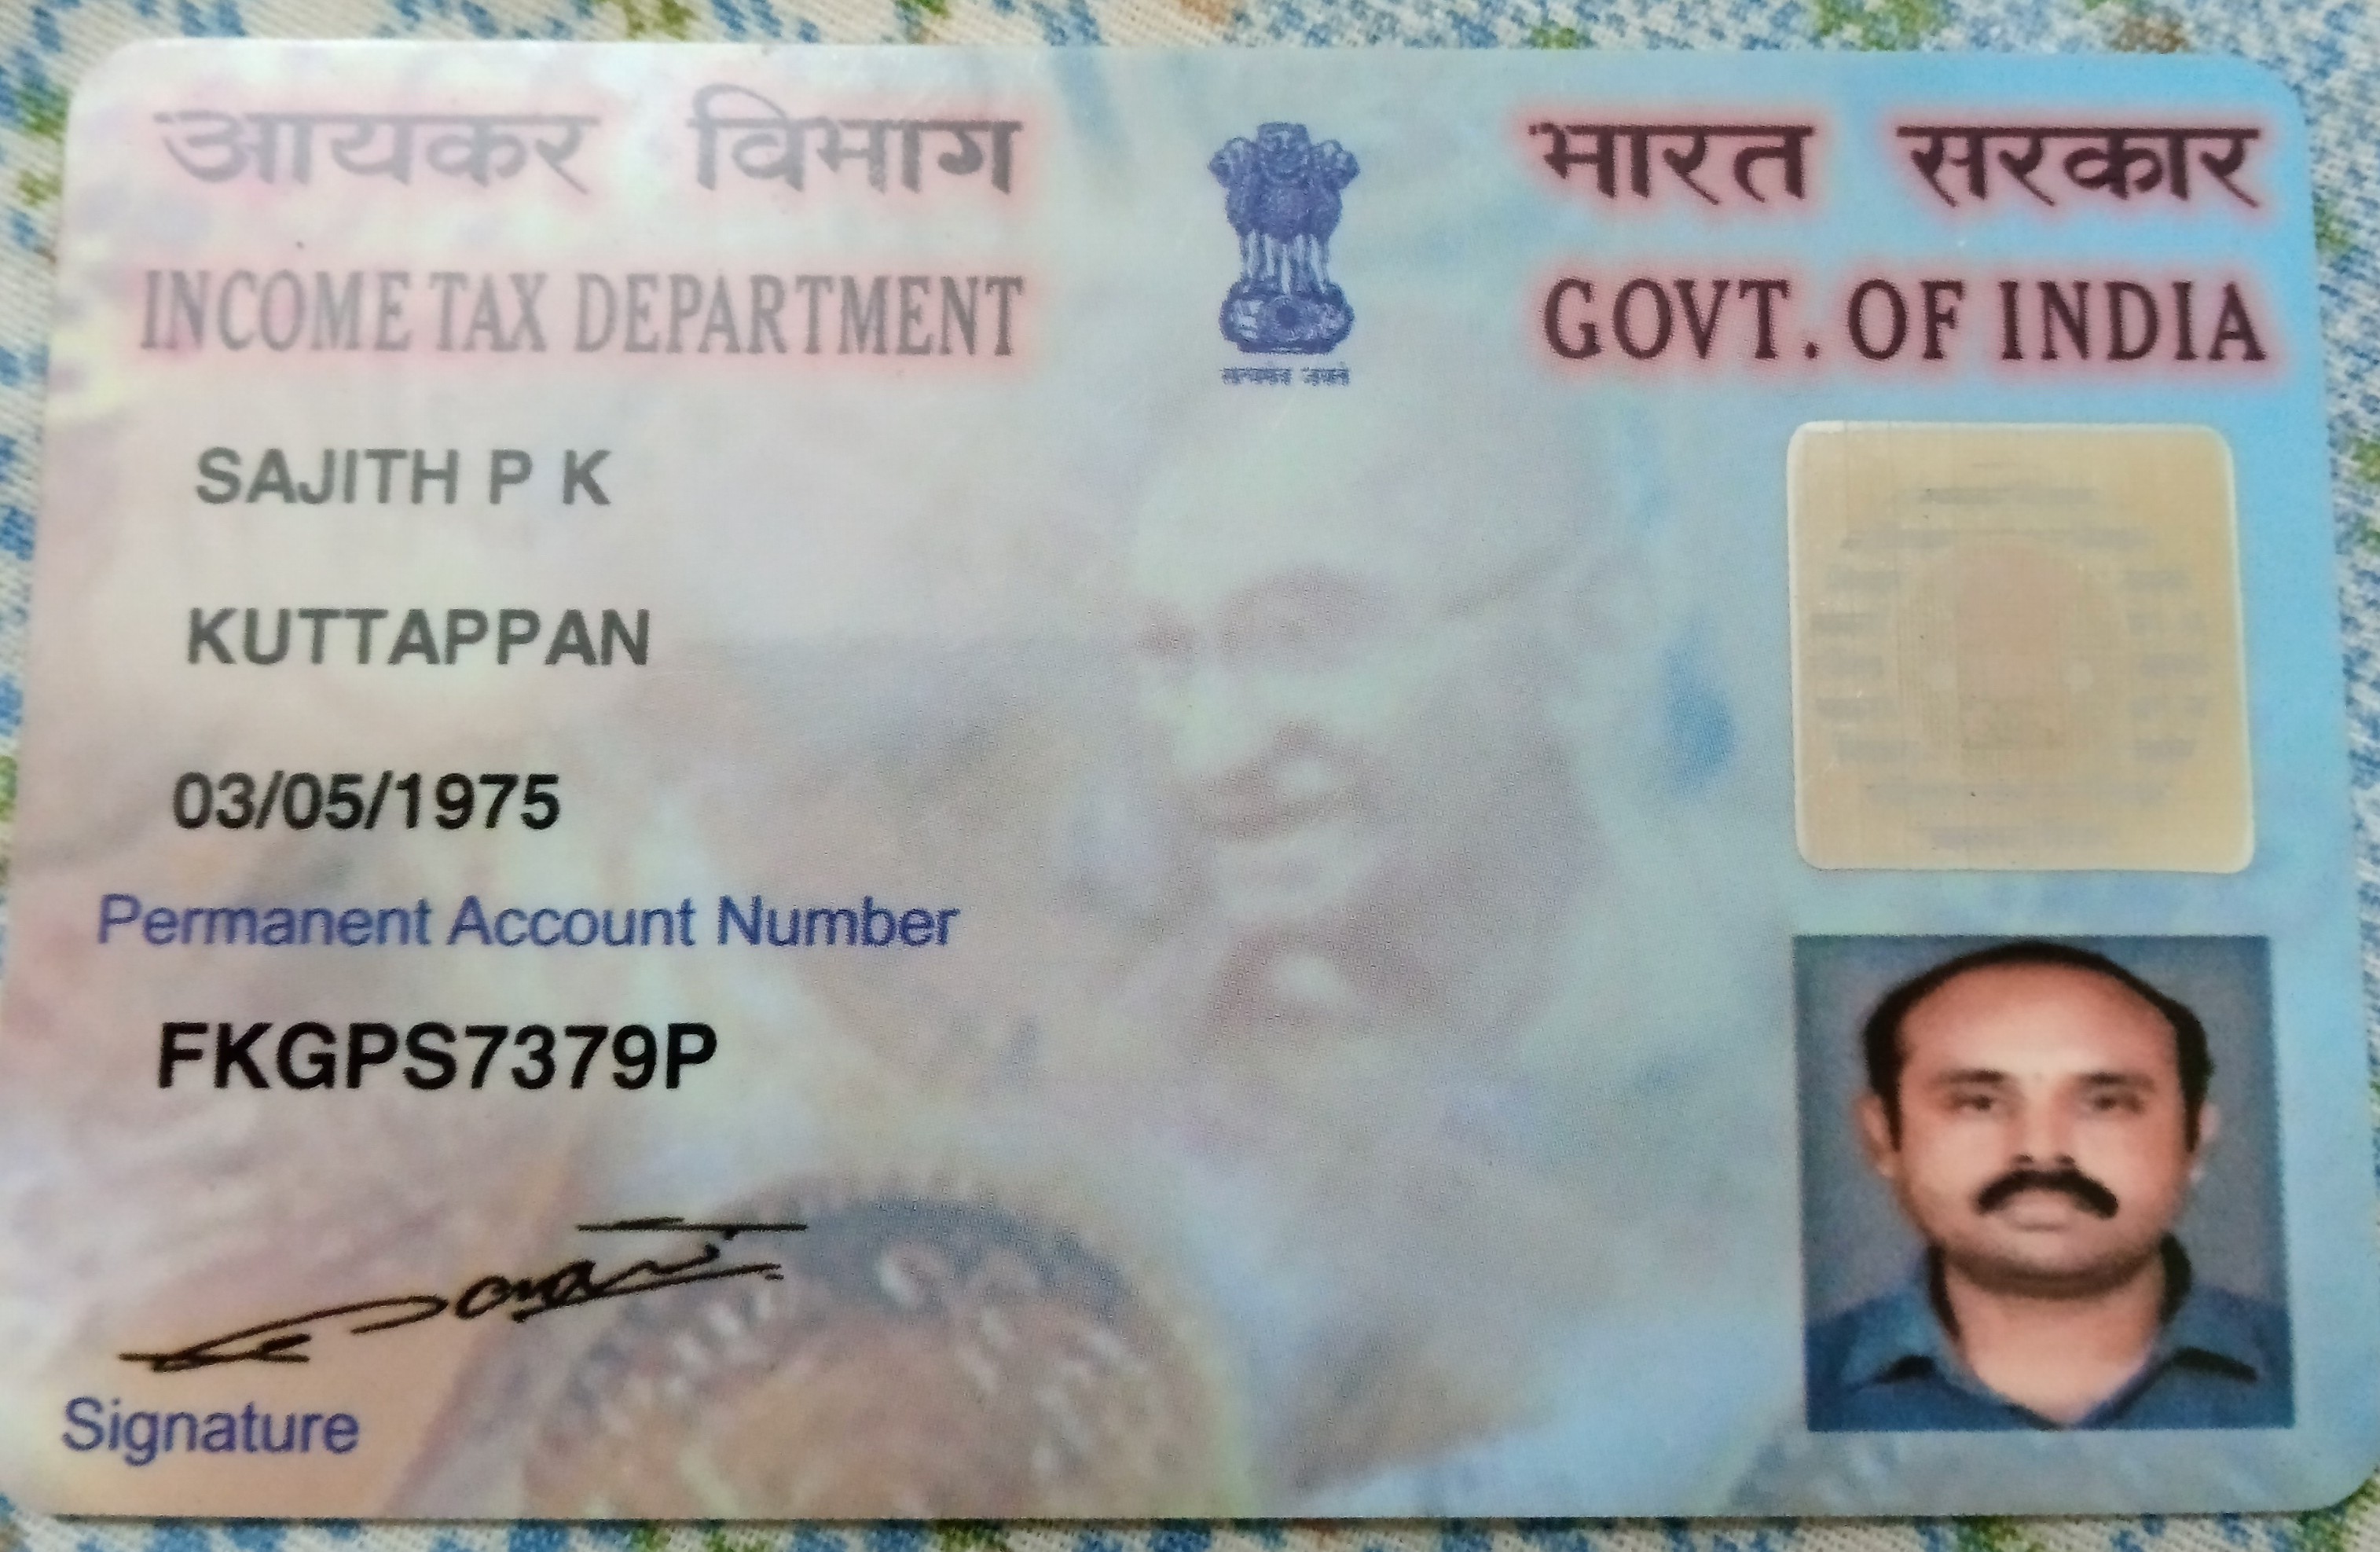 आयकर विभाग
INCOME TAX DEPARTMENT
भारत सरकार
GOVT. OF INDIA
सत्यमेव जयते
SAJITH P K
KUTTAPPAN
03/05/1975
Permanent Account Number
FKGPS7379P
Signature